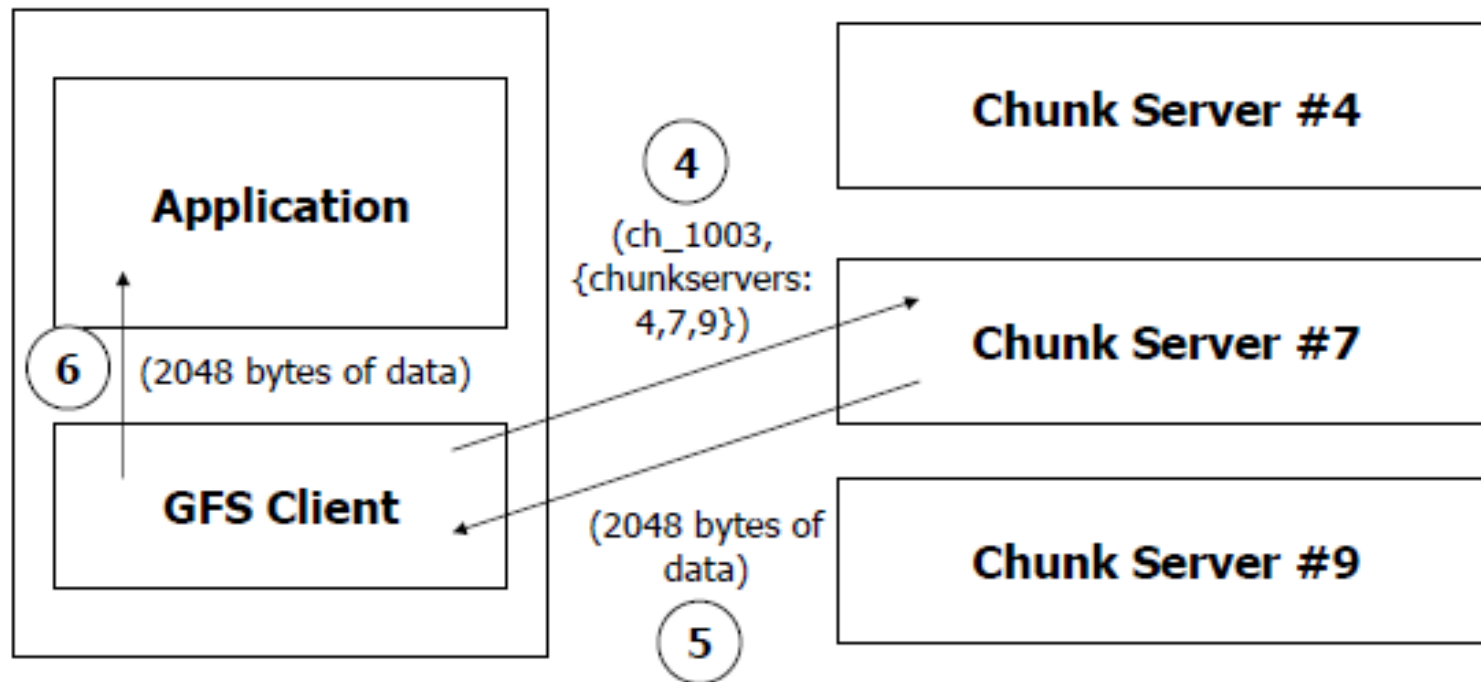 Application
6
(2048 bytes of data)
GFS Client
4
(ch_1003,
{chunkservers:
4,7,9})
(2048 bytes of
data)
5
Chunk Server #4
Chunk Server #7
Chunk Server #9